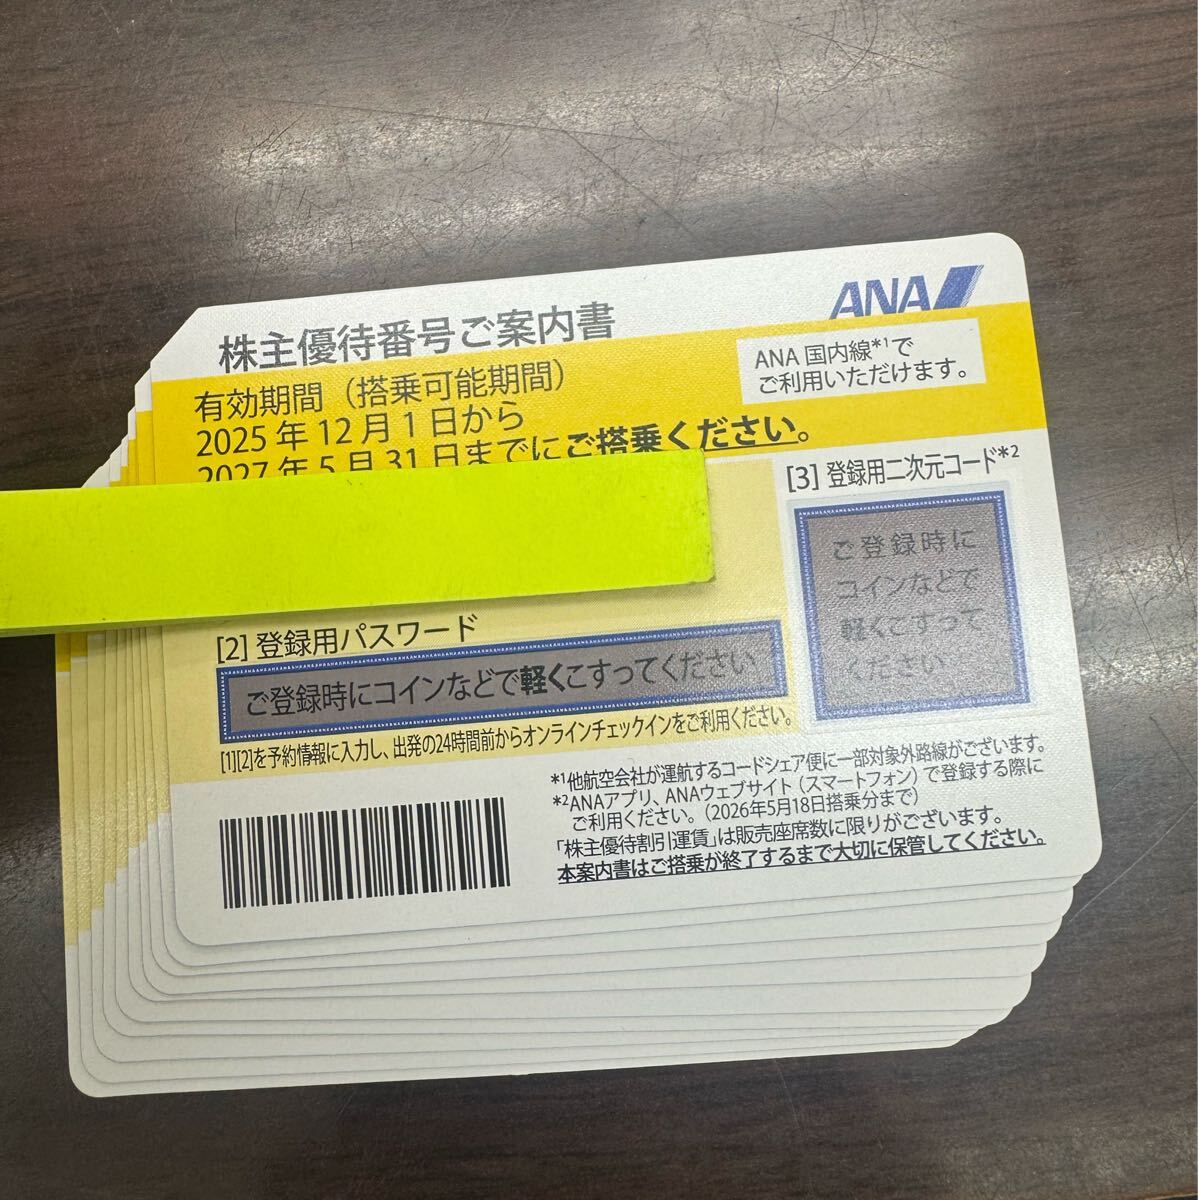 株主優待番号ご案内書
ANA
有効期間（搭乗可能期間）
2025年12月1日から
2027年5月31日までにご搭乗ください。
ANA国内線*1で
ご利用いただけます。
[3] 登録用二次元コード*2
ご登録時に
コインなどで
軽くこすって
ください
[2] 登録用パスワード
ご登録時にコインなどで軽くこすってください
[1][2]を予約情報に入力し、出発の24時間前からオンラインチェックインをご利用ください。
*1他航空会社が運航するコードシェア便に一部対象外路線がございます。
*2ANAアプリ、ANAウェブサイト（スマートフォン）で登録する際に
ご利用ください。（2026年5月18日搭乗分まで）
「株主優待割引運賃」は販売座席数に限りがございます。
本案内書はご搭乗が終了するまで大切に保管してください。